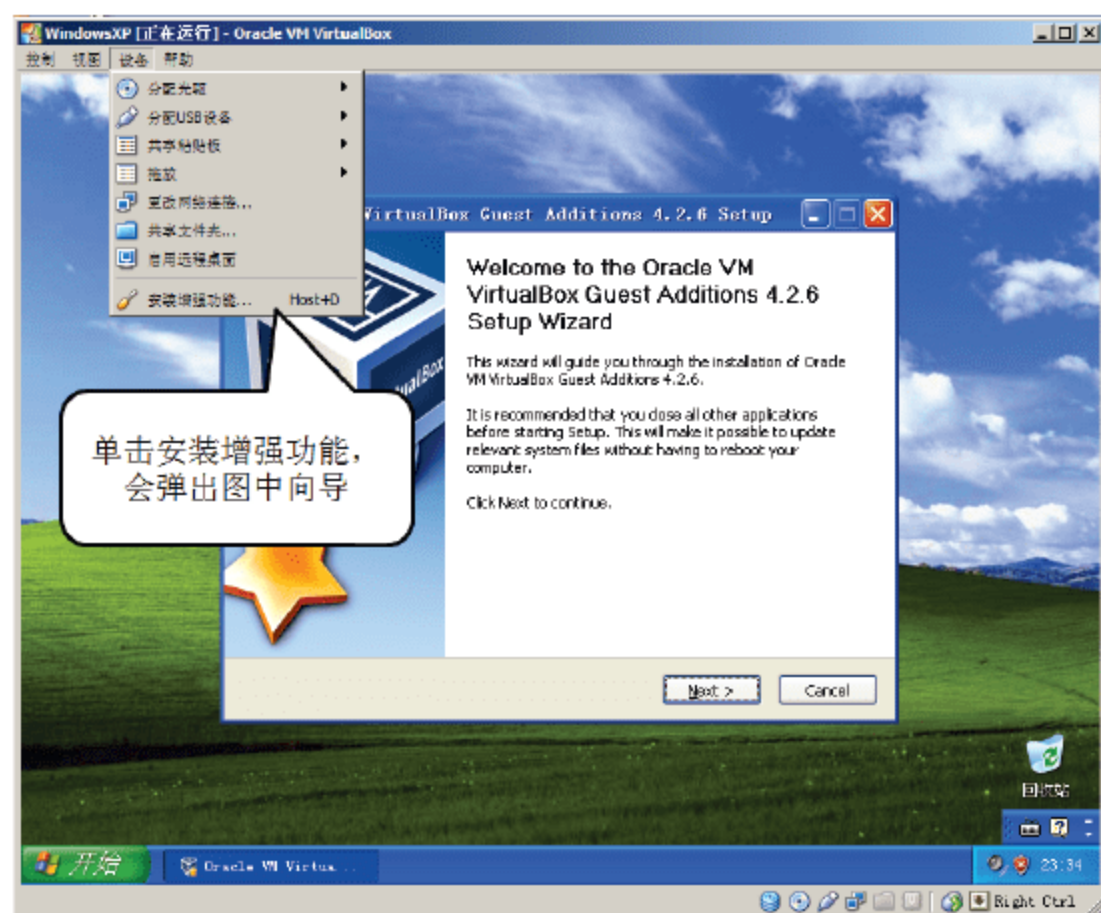 WindowsXP [正在运行] - Oracle VM VirtualBox
控制 视图 设备 帮助
分配光驱
分配USB设备
共享粘贴板
拖放
更改网络连接...
共享文件夹...
启用远程桌面
安装增强功能... Host+D
VirtualBox Guest Additions 4.2.6 Setup
Welcome to the Oracle VM
VirtualBox Guest Additions 4.2.6
Setup Wizard
This wizard will guide you through the installation of Oracle
VM VirtualBox Guest Additions 4.2.6.
It is recommended that you close all other applications
before starting Setup. This will make it possible to update
relevant system files without having to reboot your
computer.
Click Next to continue.
单击安装增强功能，
会弹出图中向导
Next > Cancel
回收站
开始 Oracle VM Virtua... 23:34
Right Ctrl